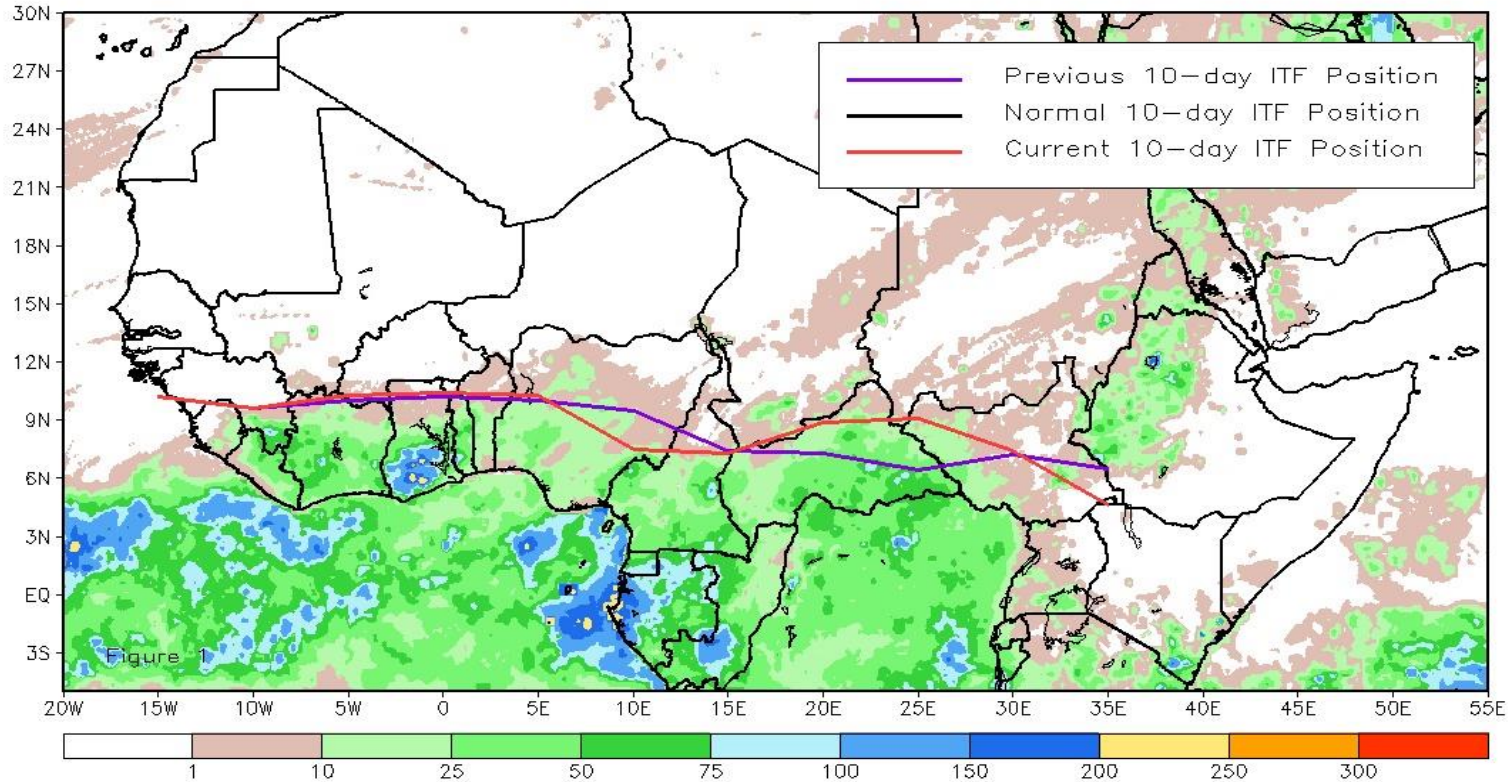 30N
27N
24N
21N
18N
15N
12N
9N
6N
3N
EQ
3S
Previous 10-day ITF Position
Normal 10-day ITF Position
Current 10-day ITF Position
Figure 1
20W 15W 10W 5W 0 5E 10E 15E 20E 25E 30E 35E 40E 45E 50E 55E
1 10 25 50 75 100 150 200 250 300